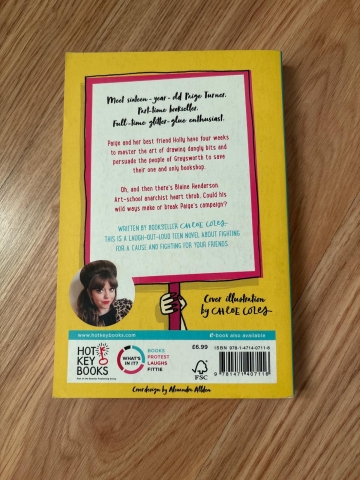 Meet sixteen-year-old Paige Turner.
Part-time bookseller.
Full-time glitter-glue enthusiast.
Paige and her best friend Holly have four weeks
to master the art of drawing dangly bits and
persuade the people of Greysworth to save
their one and only bookshop.
Oh, and then there's Blaine Henderson.
Art-school anarchist heart throb. Could his
wild ways make or break Paige's campaign?
WRITTEN BY BOOKSELLER CHLOE COLES,
THIS IS A LAUGH-OUT-LOUD TEEN NOVEL ABOUT FIGHTING
FOR A CAUSE AND FIGHTING FOR YOUR FRIENDS.
Cover illustration
by CHLOE COLES
www.hotkeybooks.com
e-book also available
HOT
KEY
BOOKS
WHAT'S
IN IT?
BOOKS
PROTEST
LAUGHS
FITTIE
£6.99
FSC
ISBN 978-1-4714-0711-6
9 781471 407116
Cover design by Alexandra Allden